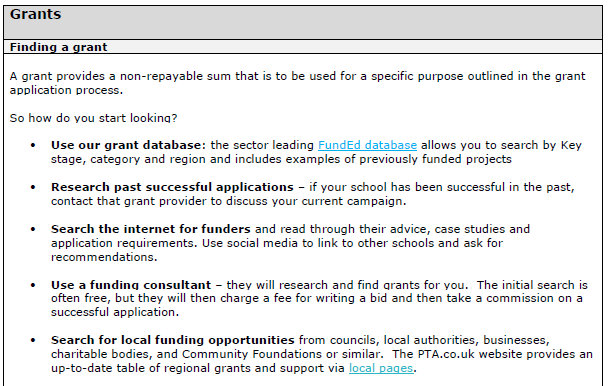 Grants
Finding a grant
A grant provides a non-repayable sum that is to be used for a specific purpose outlined in the grant
application process.
So how do you start looking?
• Use our grant database: the sector leading FundEd database allows you to search by Key
stage, category and region and includes examples of previously funded projects
• Research past successful applications – if your school has been successful in the past,
contact that grant provider to discuss your current campaign.
• Search the internet for funders and read through their advice, case studies and
application requirements. Use social media to link to other schools and ask for
recommendations.
• Use a funding consultant – they will research and find grants for you.  The initial search is
often free, but they will then charge a fee for writing a bid and then take a commission on a
successful application.
• Search for local funding opportunities from councils, local authorities, businesses,
charitable bodies, and Community Foundations or similar.  The PTA.co.uk website provides an
up-to-date table of regional grants and support via local pages.